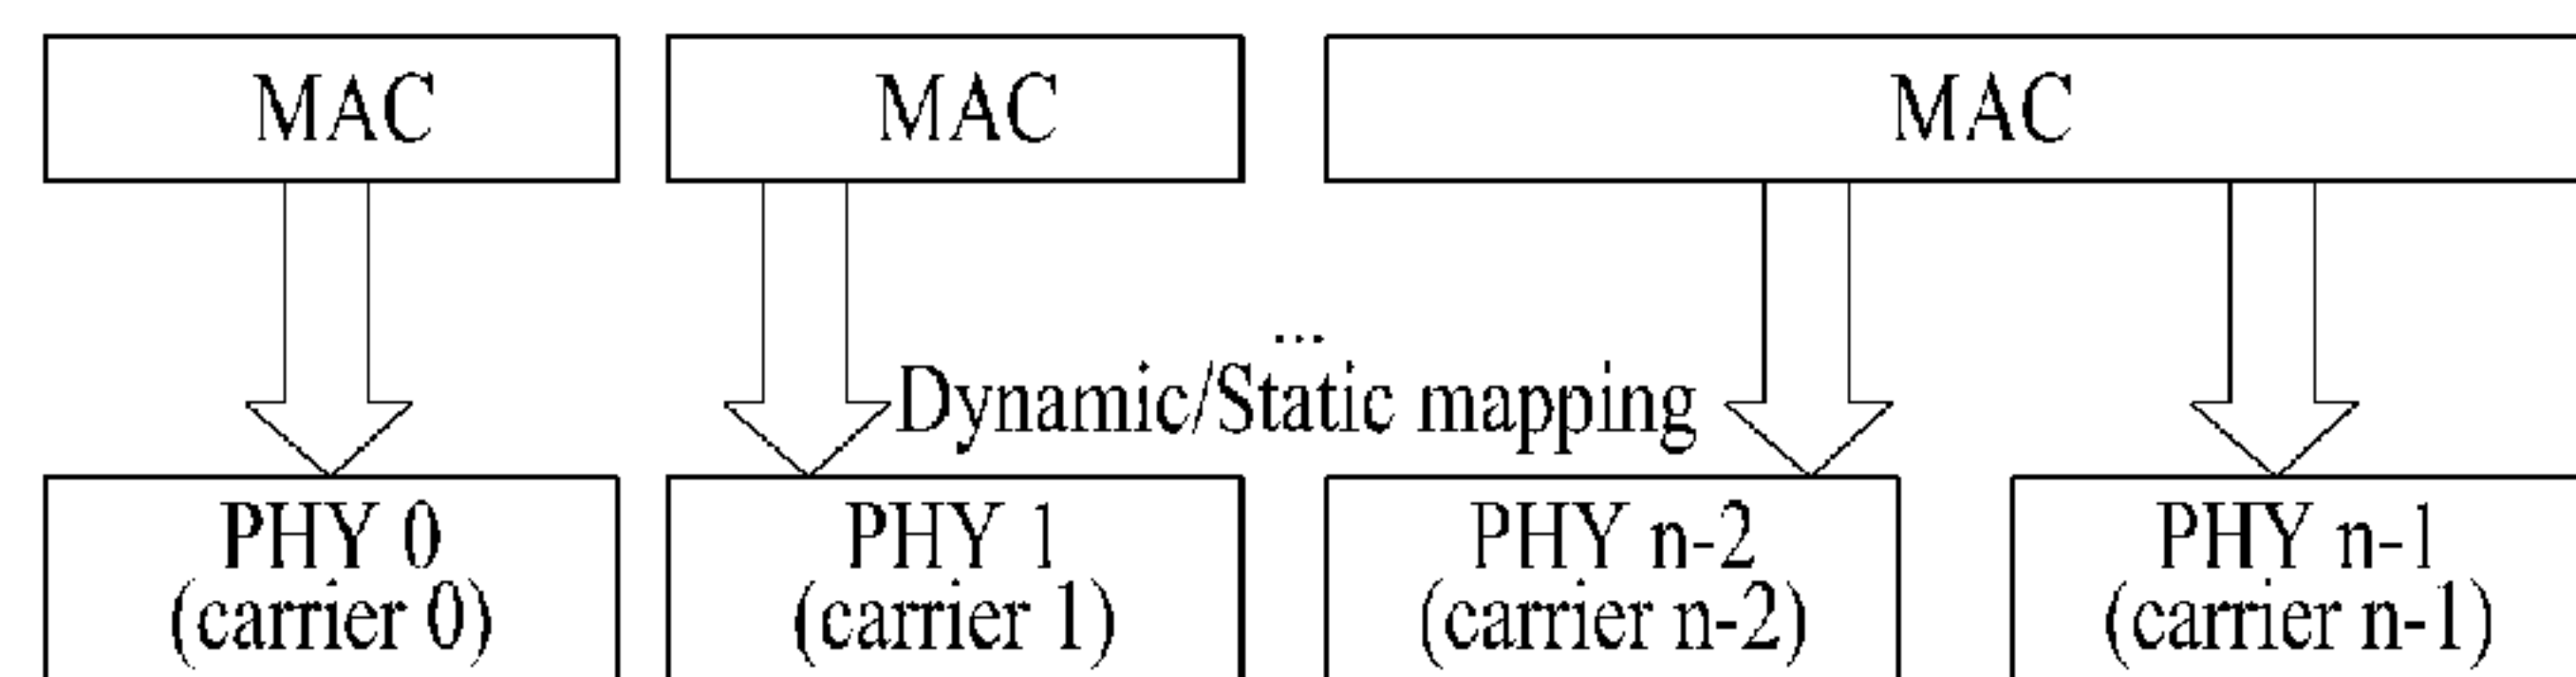 MAC
MAC
MAC
...
Dynamic/Static mapping
PHY 0
(carrier 0)
PHY 1
(carrier 1)
PHY n-2
(carrier n-2)
PHY n-1
(carrier n-1)